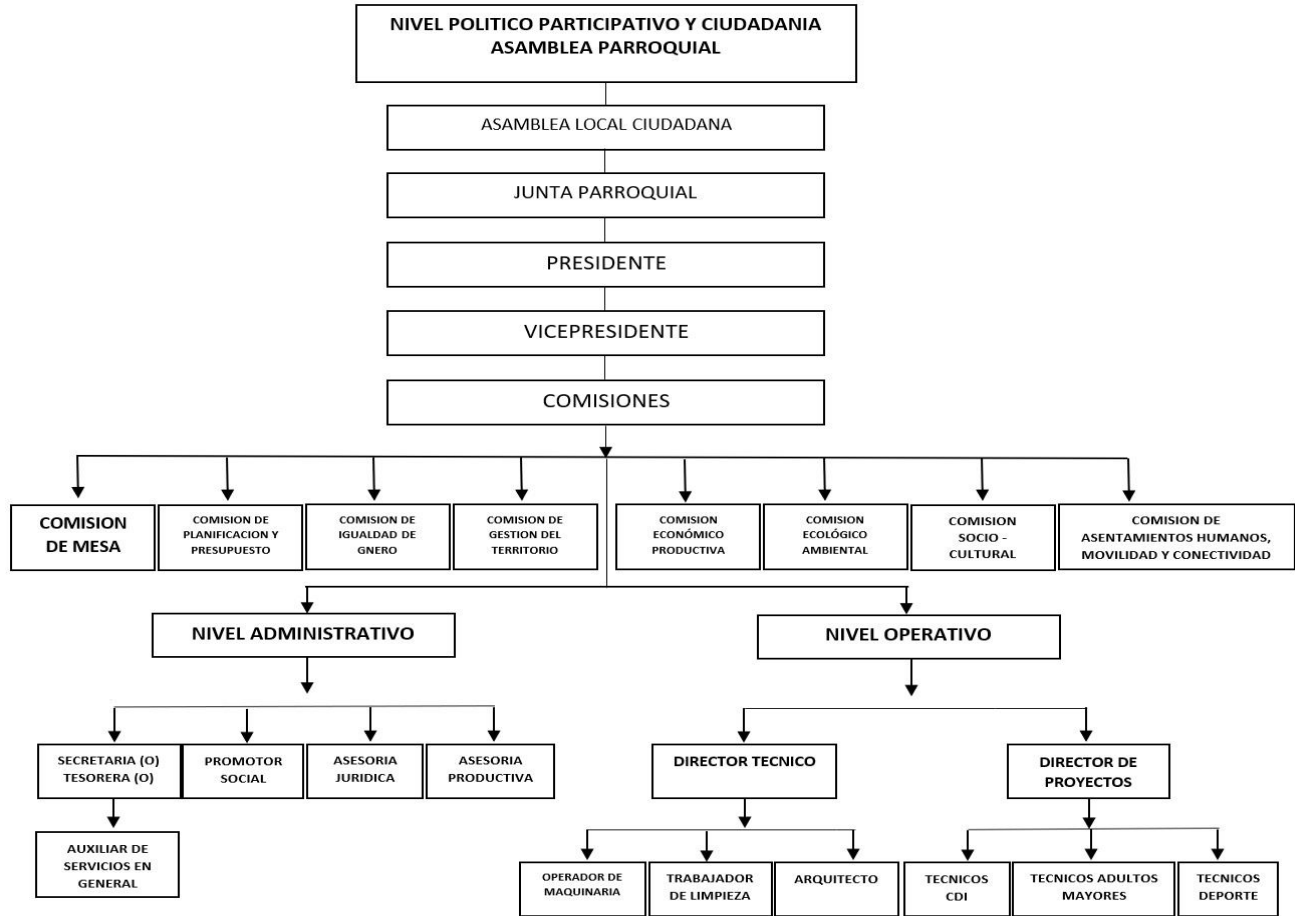 NIVEL POLITICO PARTICIPATIVO Y CIUDADANIA
ASAMBLEA PARROQUIAL
ASAMBLEA LOCAL CIUDADANA
JUNTA PARROQUIAL
PRESIDENTE
VICEPRESIDENTE
COMISIONES
COMISION
DE MESA
COMISION DE
PLANIFICACION Y
PRESUPUESTO
COMISION DE
IGUALDAD DE
GNERO
COMISION DE
GESTION DEL
TERRITORIO
COMISION
ECONÓMICO
PRODUCTIVA
COMISION
ECOLÓGICO
AMBIENTAL
COMISION
SOCIO -
CULTURAL
COMISION DE
ASENTAMIENTOS HUMANOS,
MOVILIDAD Y CONECTIVIDAD
NIVEL ADMINISTRATIVO
NIVEL OPERATIVO
SECRETARIA (O)
TESORERA (O)
PROMOTOR
SOCIAL
ASESORIA
JURIDICA
ASESORIA
PRODUCTIVA
DIRECTOR TECNICO
DIRECTOR DE
PROYECTOS
AUXILIAR DE
SERVICIOS EN
GENERAL
OPERADOR DE
MAQUINARIA
TRABAJADOR
DE LIMPIEZA
ARQUITECTO
TECNICOS
CDI
TECNICOS ADULTOS
MAYORES
TECNICOS
DEPORTE